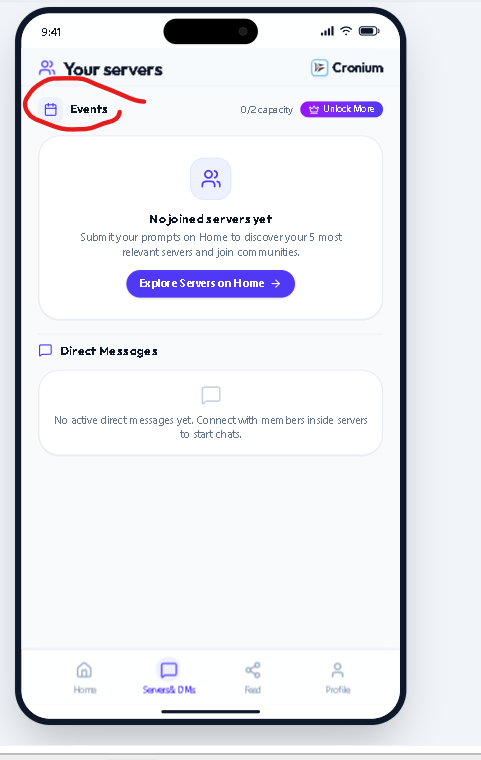 9:41
Your servers
Cronium
Events
0/2 capacity
Unlock More
No joined servers yet
Submit your prompts on Home to discover your 5 most
relevant servers and join communities.
Explore Servers on Home →
Direct Messages
No active direct messages yet. Connect with members inside servers
to start chats.
Home
Servers & DMs
Feed
Profile